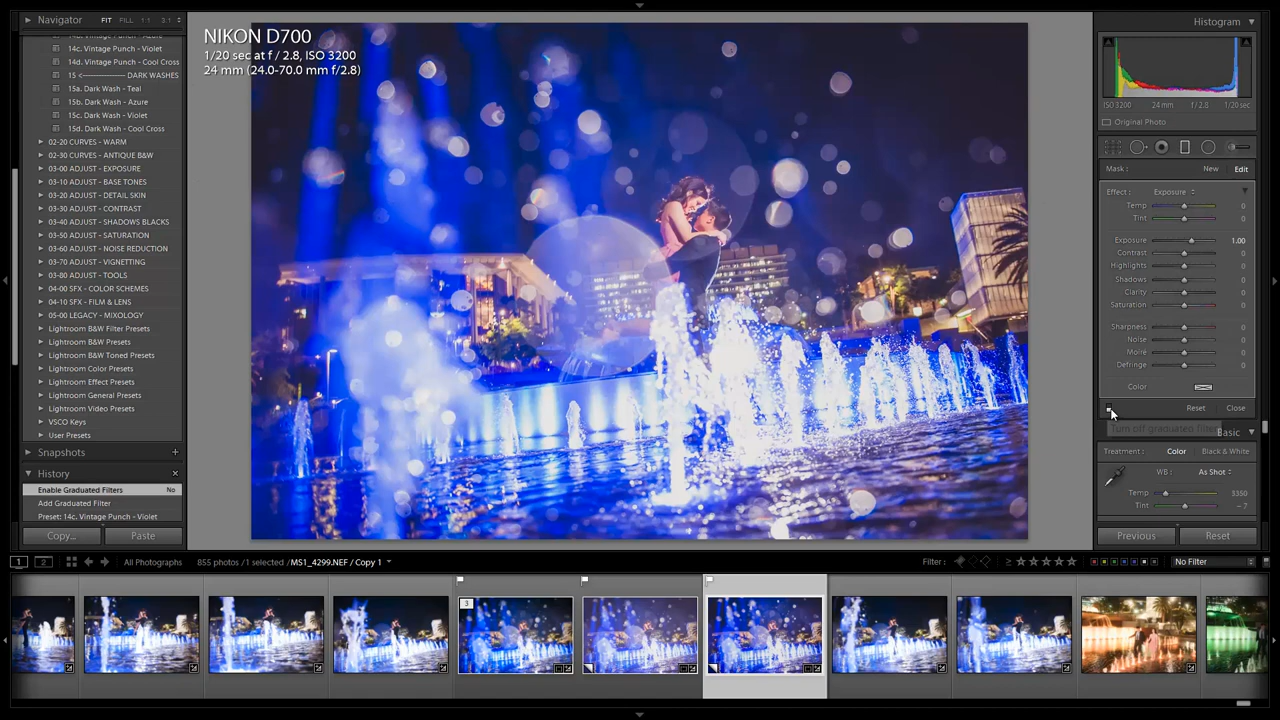 Navigator FIT FILL 1:1 3:1
14c. Vintage Punch - Violet
14d. Vintage Punch - Cool Cross
15 <————— DARK WASHES
15a. Dark Wash - Teal
15b. Dark Wash - Azure
15c. Dark Wash - Violet
15d. Dark Wash - Cool Cross
02-20 CURVES - WARM
02-30 CURVES - ANTIQUE B&W
03-00 ADJUST - EXPOSURE
03-10 ADJUST - BASE TONES
03-20 ADJUST - DETAIL SKIN
03-30 ADJUST - CONTRAST
03-40 ADJUST - SHADOWS BLACKS
03-50 ADJUST - SATURATION
03-60 ADJUST - NOISE REDUCTION
03-70 ADJUST - VIGNETTING
03-80 ADJUST - TOOLS
04-00 SFX - COLOR SCHEMES
04-10 SFX - FILM & LENS
05-00 LEGACY - MIXOLOGY
Lightroom B&W Filter Presets
Lightroom B&W Presets
Lightroom B&W Toned Presets
Lightroom Color Presets
Lightroom Effect Presets
Lightroom General Presets
Lightroom Video Presets
VSCO Keys
User Presets
Snapshots
History
Enable Graduated Filters No
Add Graduated Filter
Preset: 14c. Vintage Punch - Violet
Copy... Paste
NIKON D700
1/20 sec at f / 2.8, ISO 3200
24 mm (24.0-70.0 mm f/2.8)
Histogram
ISO 3200 24 mm f / 2.8 1/20 sec
Original Photo
Mask : New Edit
Effect : Exposure
Temp 0
Tint 0
Exposure 1.00
Contrast 0
Highlights 0
Shadows 0
Clarity 0
Saturation 0
Sharpness 0
Noise 0
Moiré 0
Defringe 0
Color
Reset Close
Turn off graduated filter
Basic
Treatment : Color Black & White
WB : As Shot
Temp 3350
Tint - 7
Previous Reset
1 2 All Photographs 855 photos / 1 selected / MS1_4299.NEF / Copy 1 Filter : No Filter
3